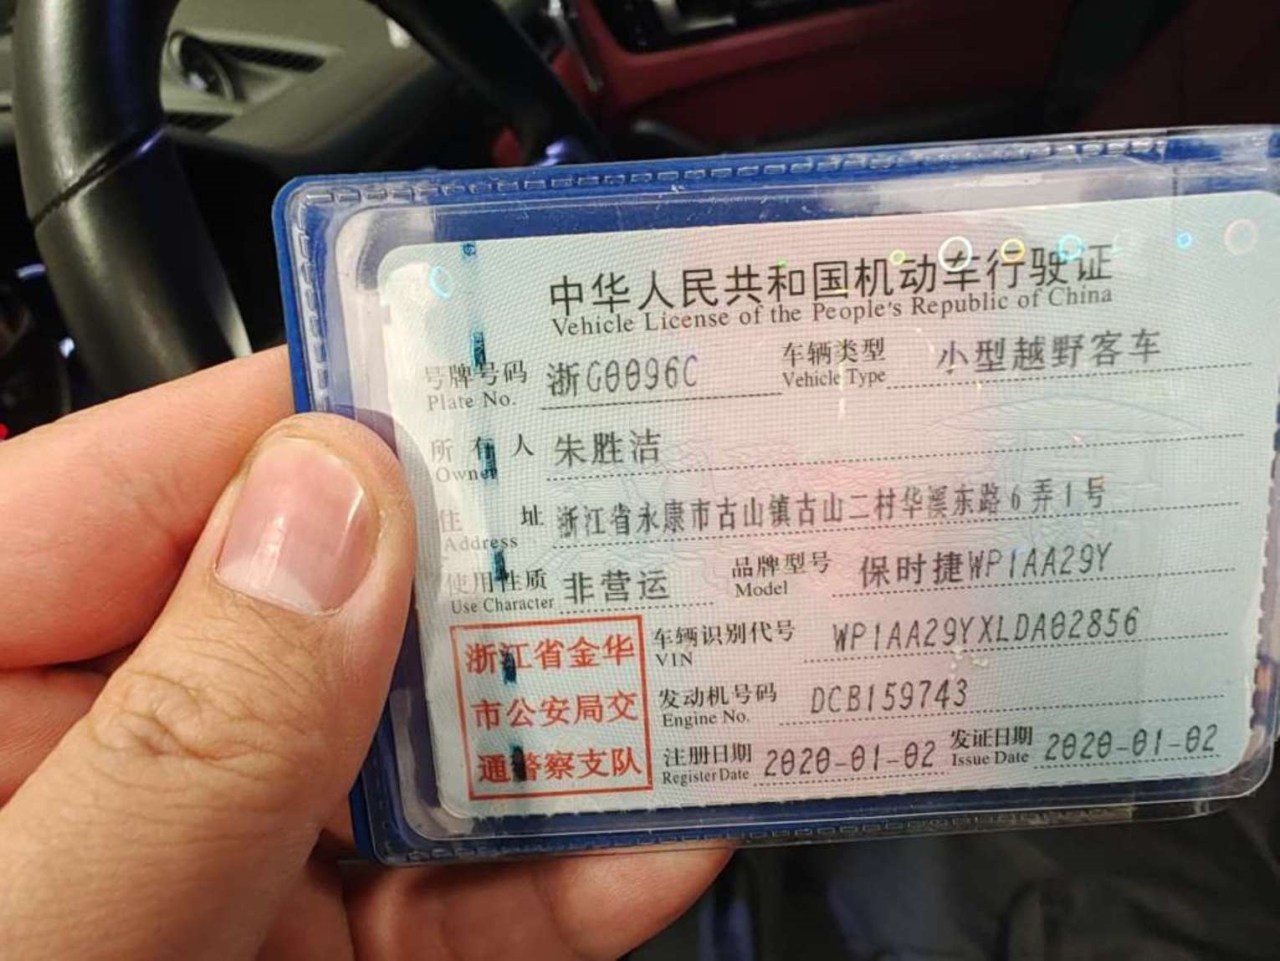 中华人民共和国机动车行驶证
Vehicle License of the People's Republic of China
号牌号码 浙G0096C 车辆类型 小型越野客车
Plate No. Vehicle Type
所有人 朱胜洁
Owner
住址 浙江省永康市古山镇古山二村华溪东路6弄1号
Address
使用性质 非营运 品牌型号 保时捷WP1AA29Y
Use Character Model
浙江省金华
市公安局交
通警察支队
车辆识别代号 WP1AA29YXLDA02856
VIN
发动机号码 DCB159743
Engine No.
注册日期 2020-01-02 发证日期 2020-01-02
Register Date Issue Date